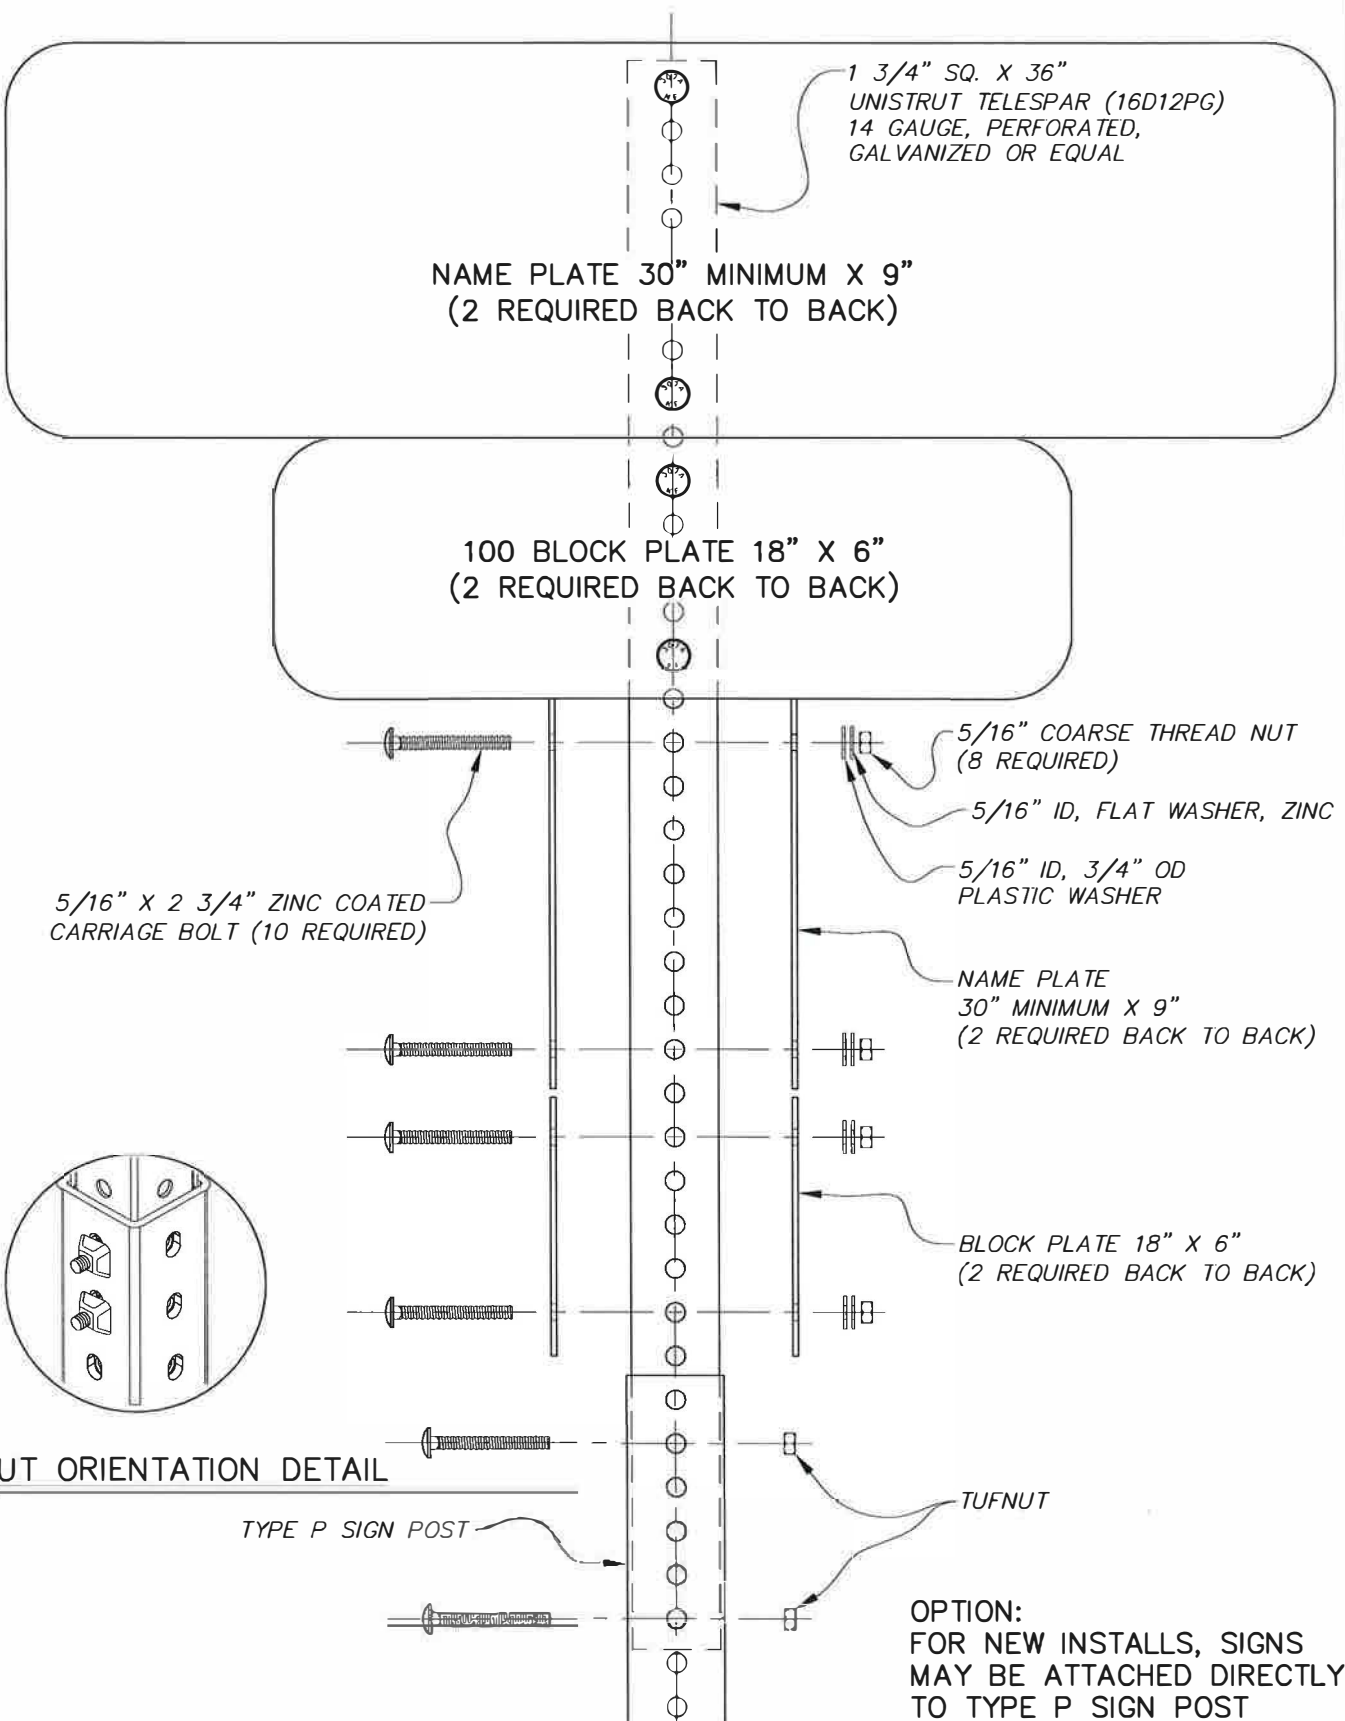 1 3/4" SQ. X 36"
UNISTRUT TELESPAR (16D12PG)
14 GAUGE, PERFORATED,
GALVANIZED OR EQUAL
NAME PLATE 30" MINIMUM X 9"
(2 REQUIRED BACK TO BACK)
100 BLOCK PLATE 18" X 6"
(2 REQUIRED BACK TO BACK)
5/16" COARSE THREAD NUT
(8 REQUIRED)
5/16" ID, FLAT WASHER, ZINC
5/16" ID, 3/4" OD
PLASTIC WASHER
5/16" X 2 3/4" ZINC COATED
CARRIAGE BOLT (10 REQUIRED)
NAME PLATE
30" MINIMUM X 9"
(2 REQUIRED BACK TO BACK)
BLOCK PLATE 18" X 6"
(2 REQUIRED BACK TO BACK)
UT ORIENTATION DETAIL
TUFNUT
TYPE P SIGN POST
OPTION:
FOR NEW INSTALLS, SIGNS
MAY BE ATTACHED DIRECTLY
TO TYPE P SIGN POST